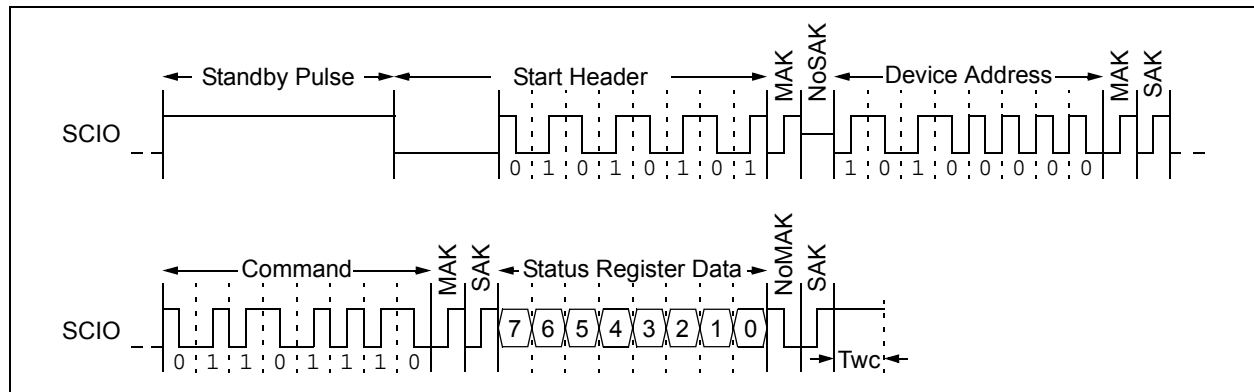 Standby Pulse Start Header MAK NoSAK Device Address MAK SAK
SCIO
0 1 0 1 0 1 0 1 1 0 1 0 0 0 0 0
Command MAK SAK Status Register Data NoMAK SAK
SCIO 7 6 5 4 3 2 1 0
0 1 1 0 1 1 1 0 Twc